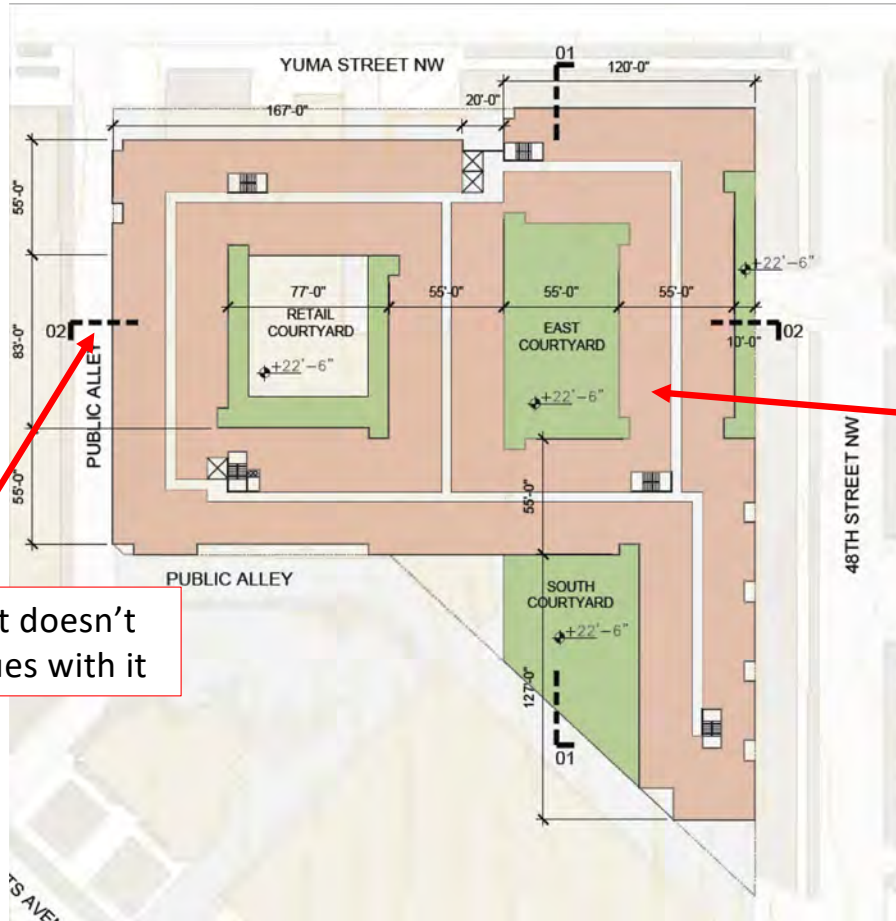 YUMA STREET NW
01
120'-0"
20'-0"
167'-0"
55'-0"
+22'-6"
77'-0"
55'-0"
55'-0"
55'-0"
RETAIL
COURTYARD
EAST
COURTYARD
02
02
10'-0"
83'-0"
+22'-6"
+22'-6"
PUBLIC ALLEY
48TH STREET NW
55'-0"
55'-0"
PUBLIC ALLEY
SOUTH
COURTYARD
+22'-6"
t doesn't
ues with it
127'-0"
01
TS AVEN